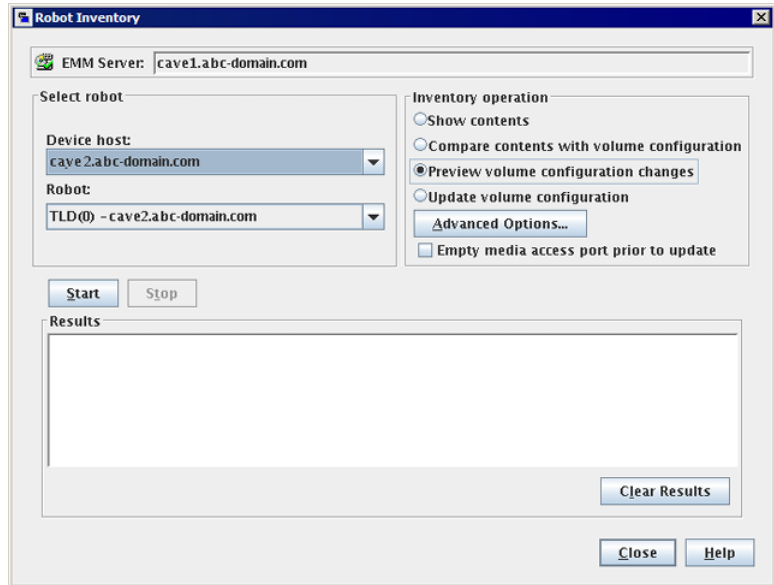 Robot Inventory
EMM Server: cave1.abc-domain.com
Select robot
Device host:
cave2.abc-domain.com
Robot:
TLD(0) - cave2.abc-domain.com
Inventory operation
Show contents
Compare contents with volume configuration
Preview volume configuration changes
Update volume configuration
Advanced Options...
Empty media access port prior to update
Start Stop
Results
Clear Results
Close Help